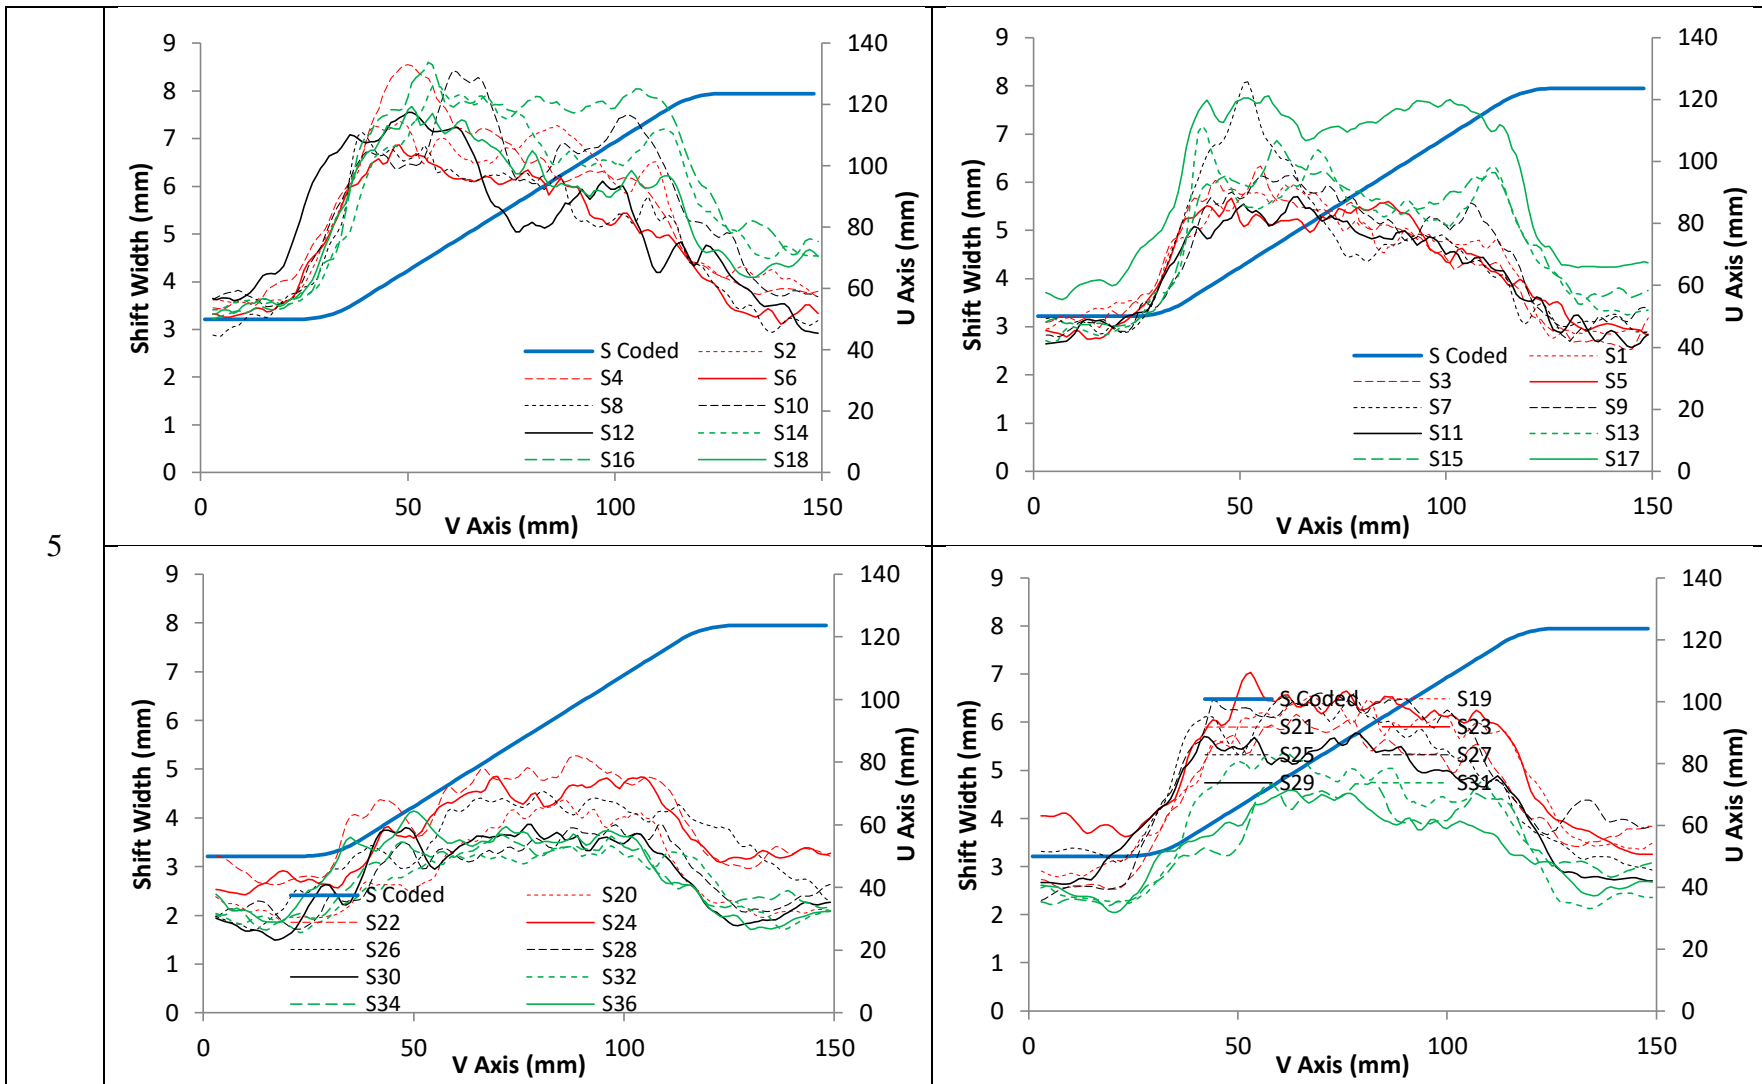 5
9
8
7
6
5
4
3
2
1
0
Shift Width (mm)
140
120
100
80
60
40
20
0
U Axis (mm)
0 50 100 150
V Axis (mm)
S Coded S2
S4 S6
S8 S10
S12 S14
S16 S18
9
8
7
6
5
4
3
2
1
0
Shift Width (mm)
140
120
100
80
60
40
20
0
U Axis (mm)
0 50 100 150
V Axis (mm)
S Coded S1
S3 S5
S7 S9
S11 S13
S15 S17
9
8
7
6
5
4
3
2
1
0
Shift Width (mm)
140
120
100
80
60
40
20
0
U Axis (mm)
0 50 100 150
V Axis (mm)
S Coded S20
S22 S24
S26 S28
S30 S32
S34 S36
9
8
7
6
5
4
3
2
1
0
Shift Width (mm)
140
120
100
80
60
40
20
0
U Axis (mm)
0 50 100 150
V Axis (mm)
S Coded S19
S21 S23
S25 S27
S29 S31